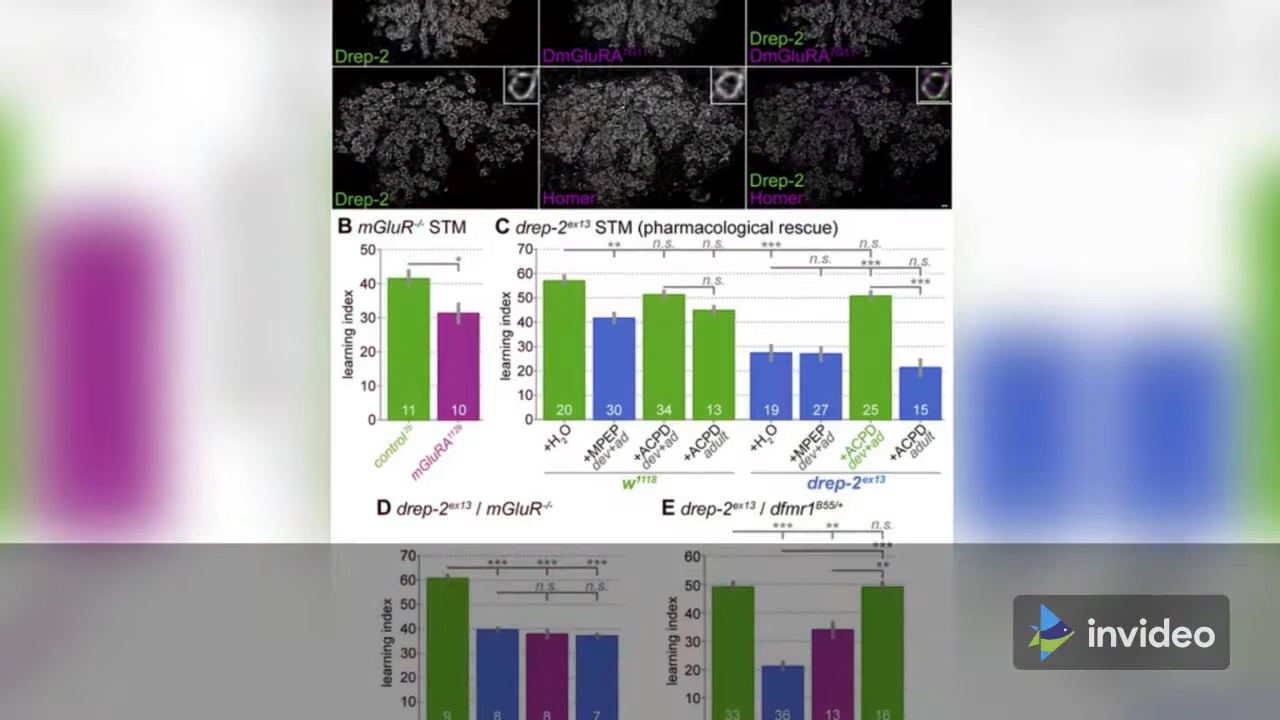 Drep-2
DmGluRA
Drep-2
DmGluRA
Drep-2
Homer
Drep-2
Homer
B mGluR-/- STM
50
40
30
20
10
0
learning index
*
11
10
control
mGluRA
C drep-2ex13 STM (pharmacological rescue)
70
60
50
40
30
20
10
0
learning index
** n.s. n.s. *** n.s.
n.s. *** n.s.
n.s. ***
20 30 34 13 19 27 25 15
+H2O
+MPEP dev+ad
+ACPD dev+ad
+ACPD adult
+H2O
+MPEP dev+ad
+ACPD dev+ad
+ACPD adult
w1118
drep-2ex13
D drep-2ex13 / mGluR-/-
70
60
50
40
30
20
10
learning index
*** *** ***
n.s. n.s.
9 8 8 7
E drep-2ex13 / dfmr1B55/+
60
50
40
30
20
10
learning index
*** ** n.s.
***
**
33 36 13 16
invideo